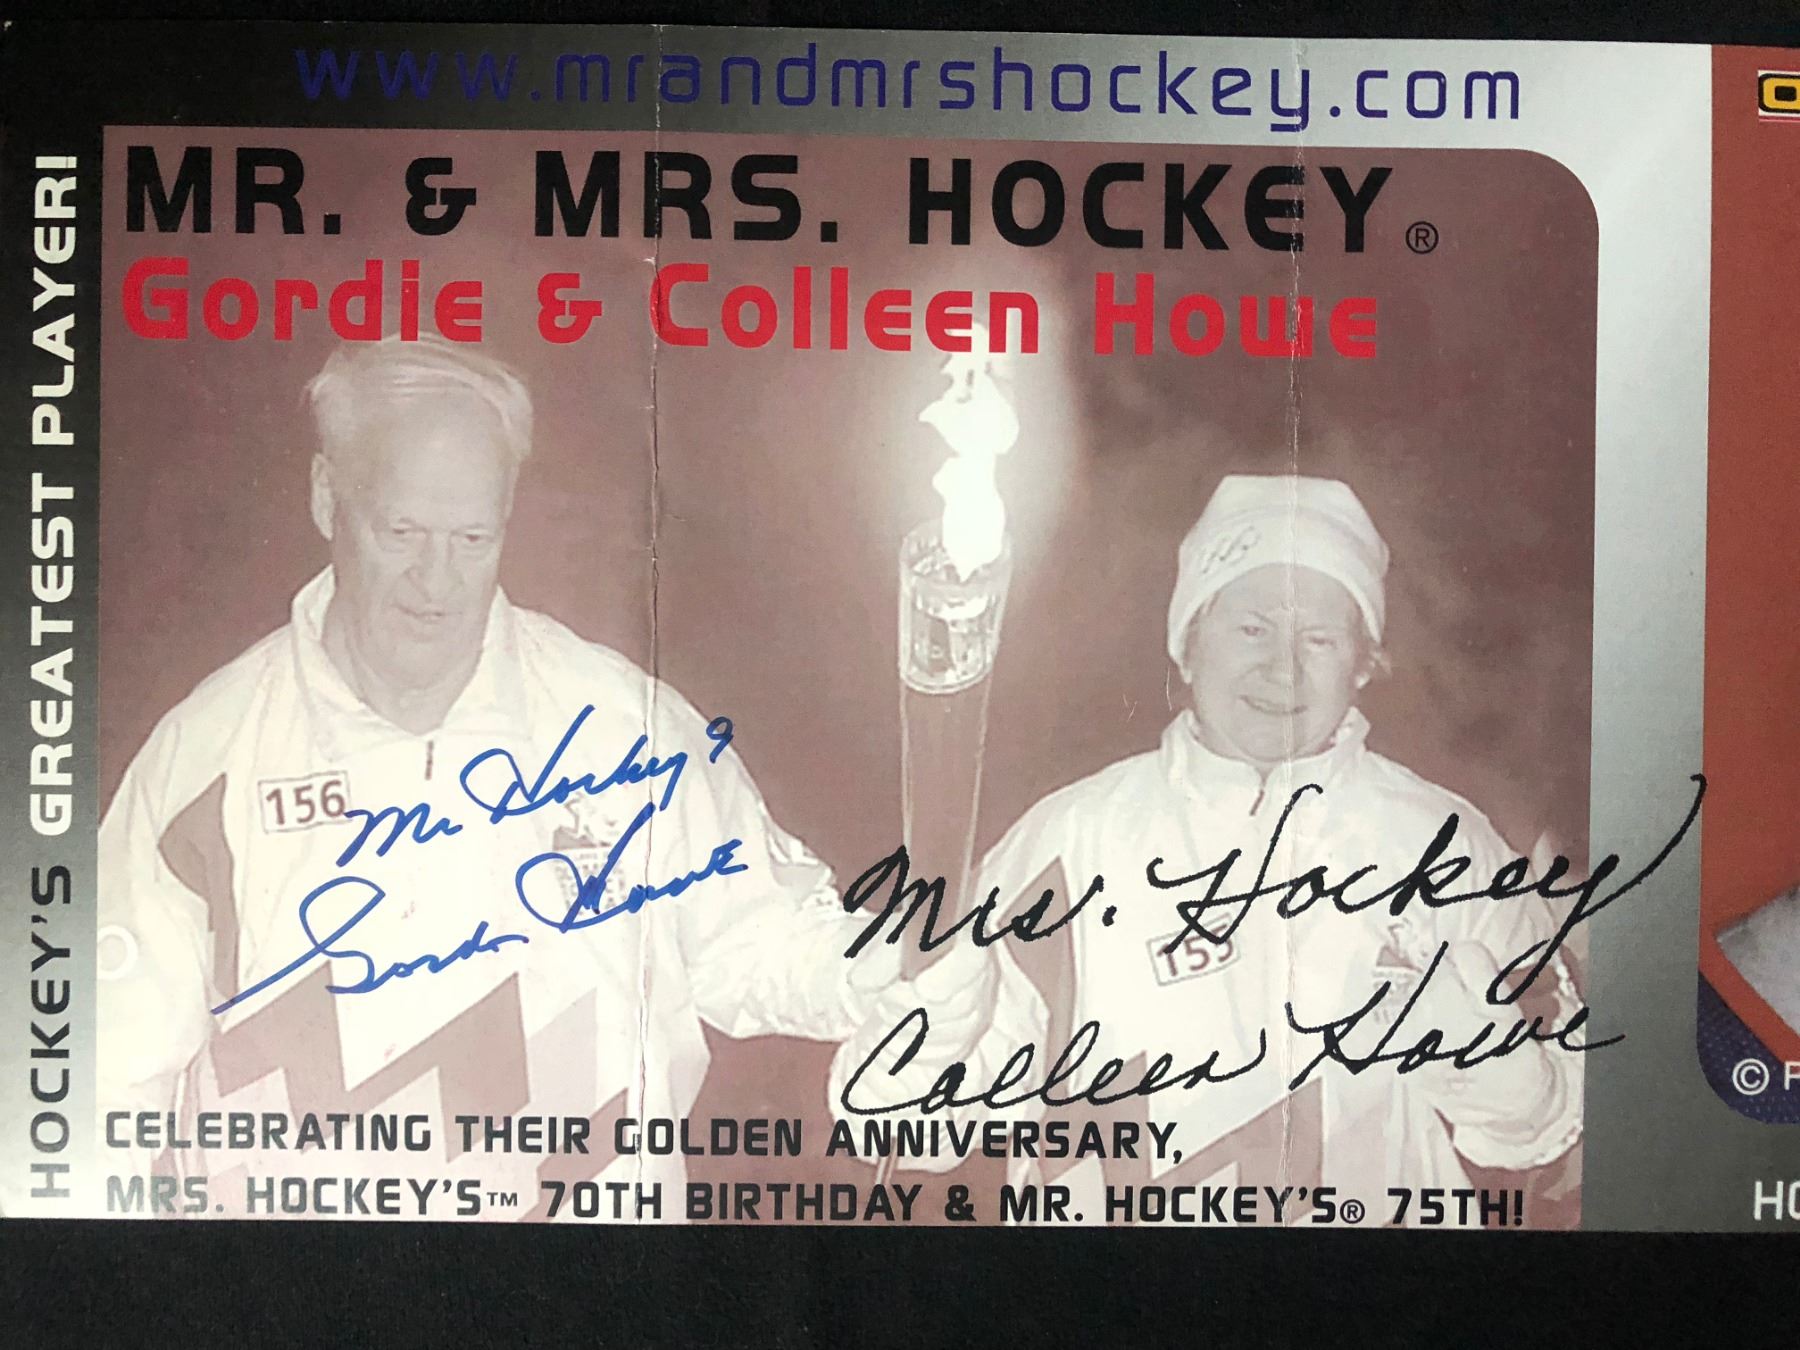 www.mrandmrshockey.com
HOCKEY'S GREATEST PLAYER!
MR. & MRS. HOCKEY®
Gordie & Colleen Howe
156
Mr Hockey 9
Gordie Howe
Mrs. Hockey
155
Colleen Howe
CELEBRATING THEIR GOLDEN ANNIVERSARY,
MRS. HOCKEY'S™ 70TH BIRTHDAY & MR. HOCKEY'S® 75TH!
©